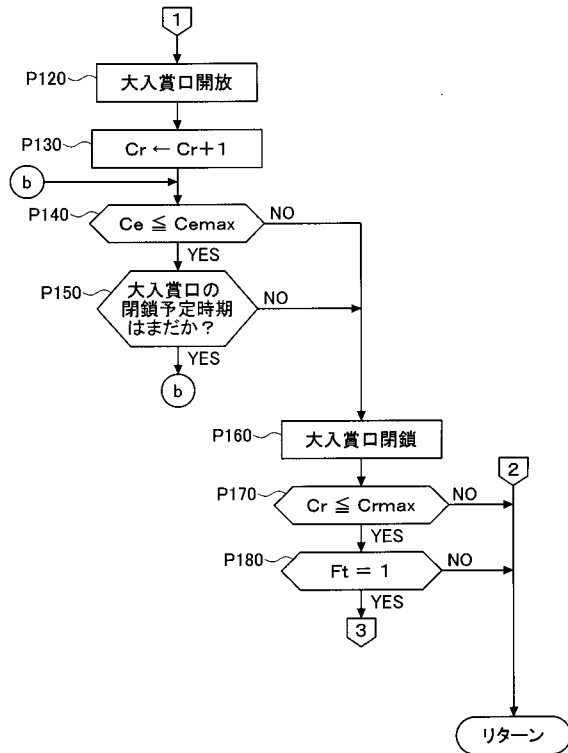 1
P120
大入賞口開放
P130
Cr ← Cr+1
b
P140
Ce ≦ Cemax
NO
YES
P150
大入賞口の
閉鎖予定時期
はまだか？
NO
YES
b
P160
大入賞口閉鎖
2
P170
Cr ≦ Crmax
NO
YES
P180
Ft = 1
NO
YES
3
リターン